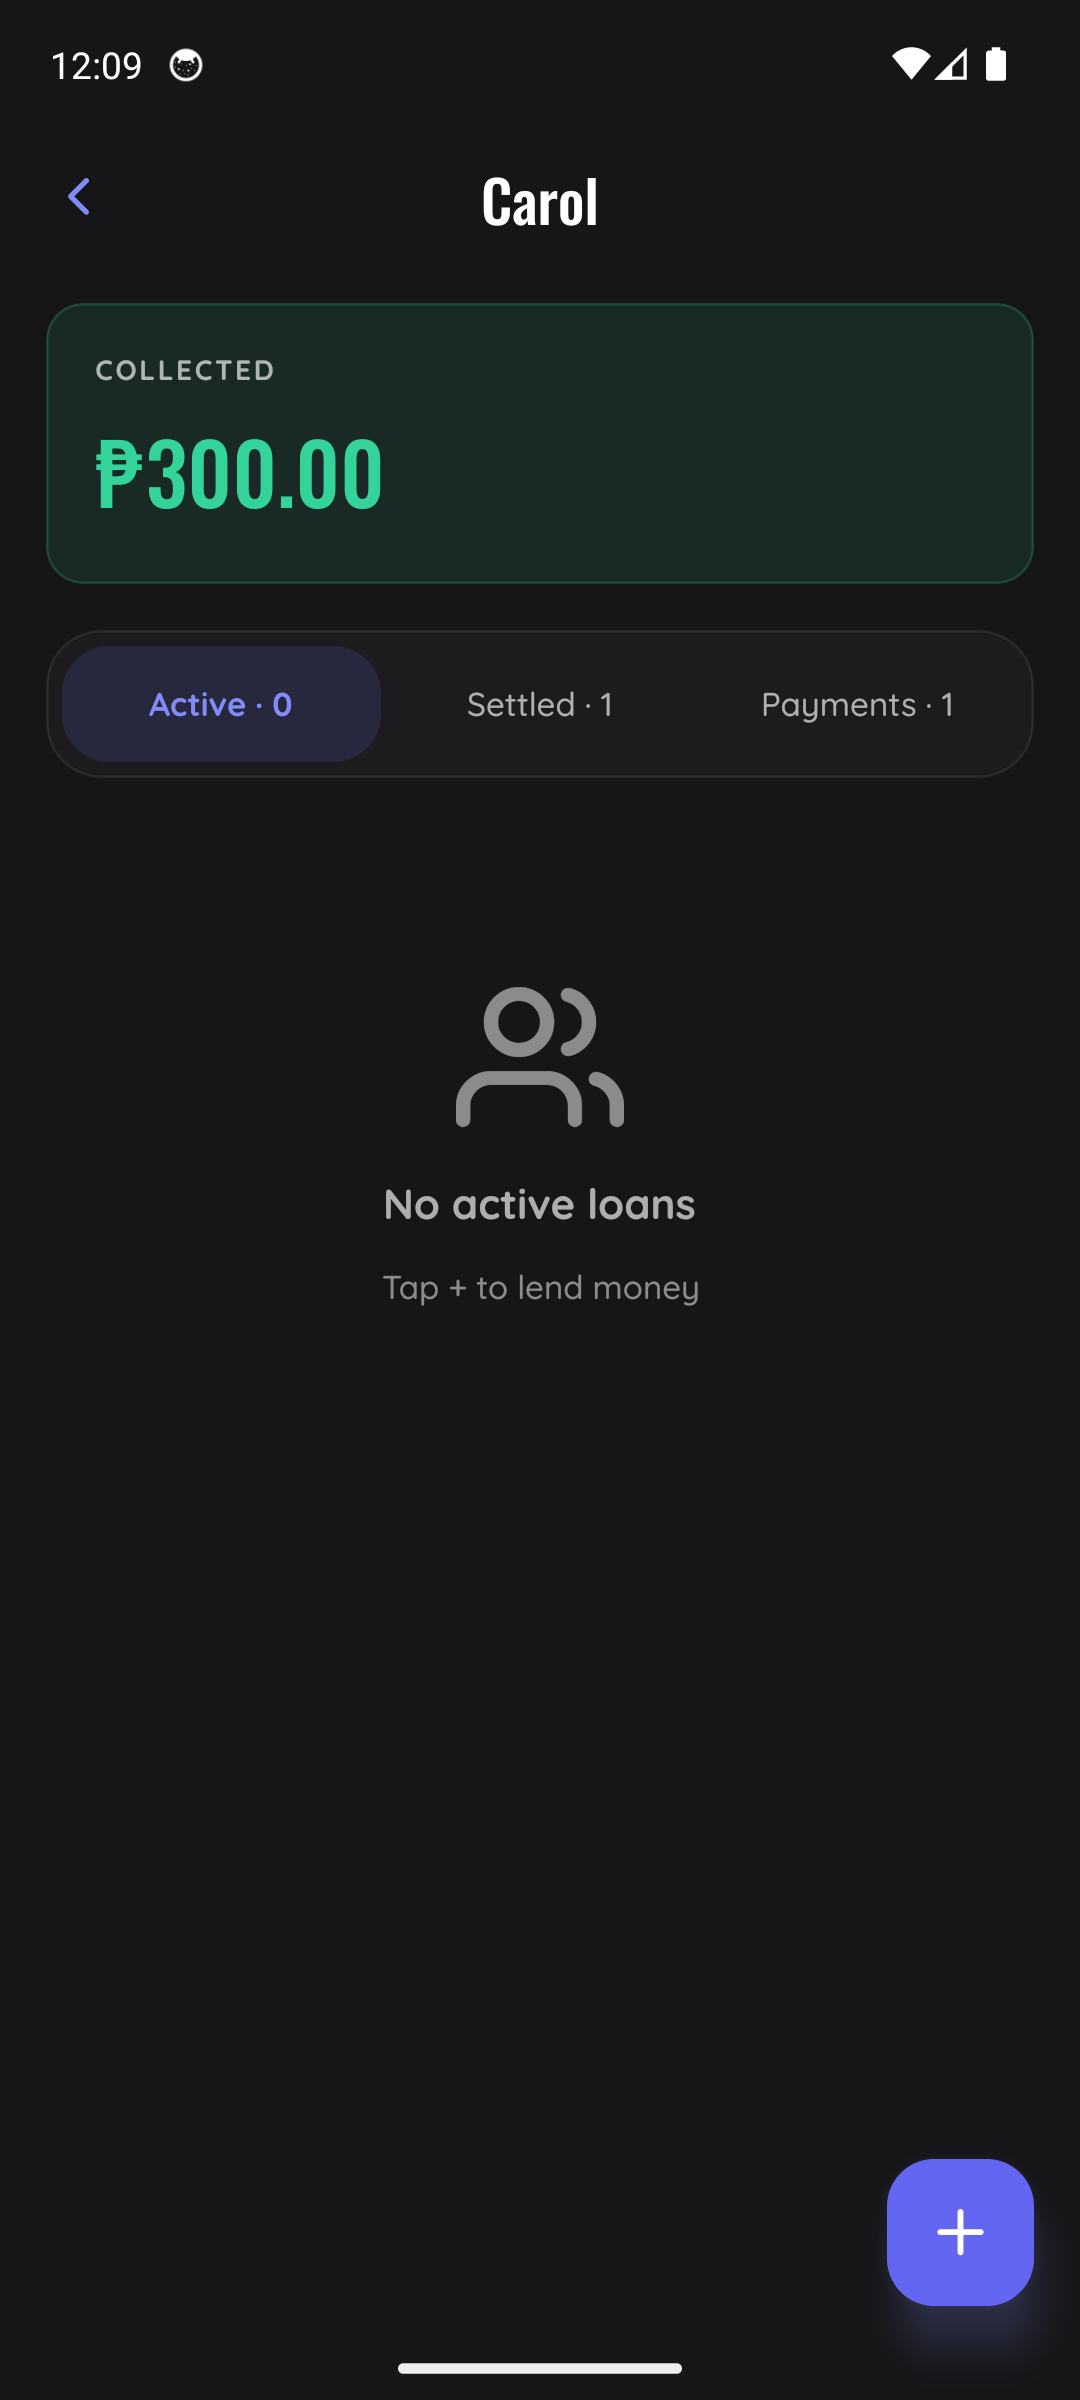 12:09
Carol
COLLECTED
₱300.00
Active · 0
Settled · 1
Payments · 1
No active loans
Tap + to lend money